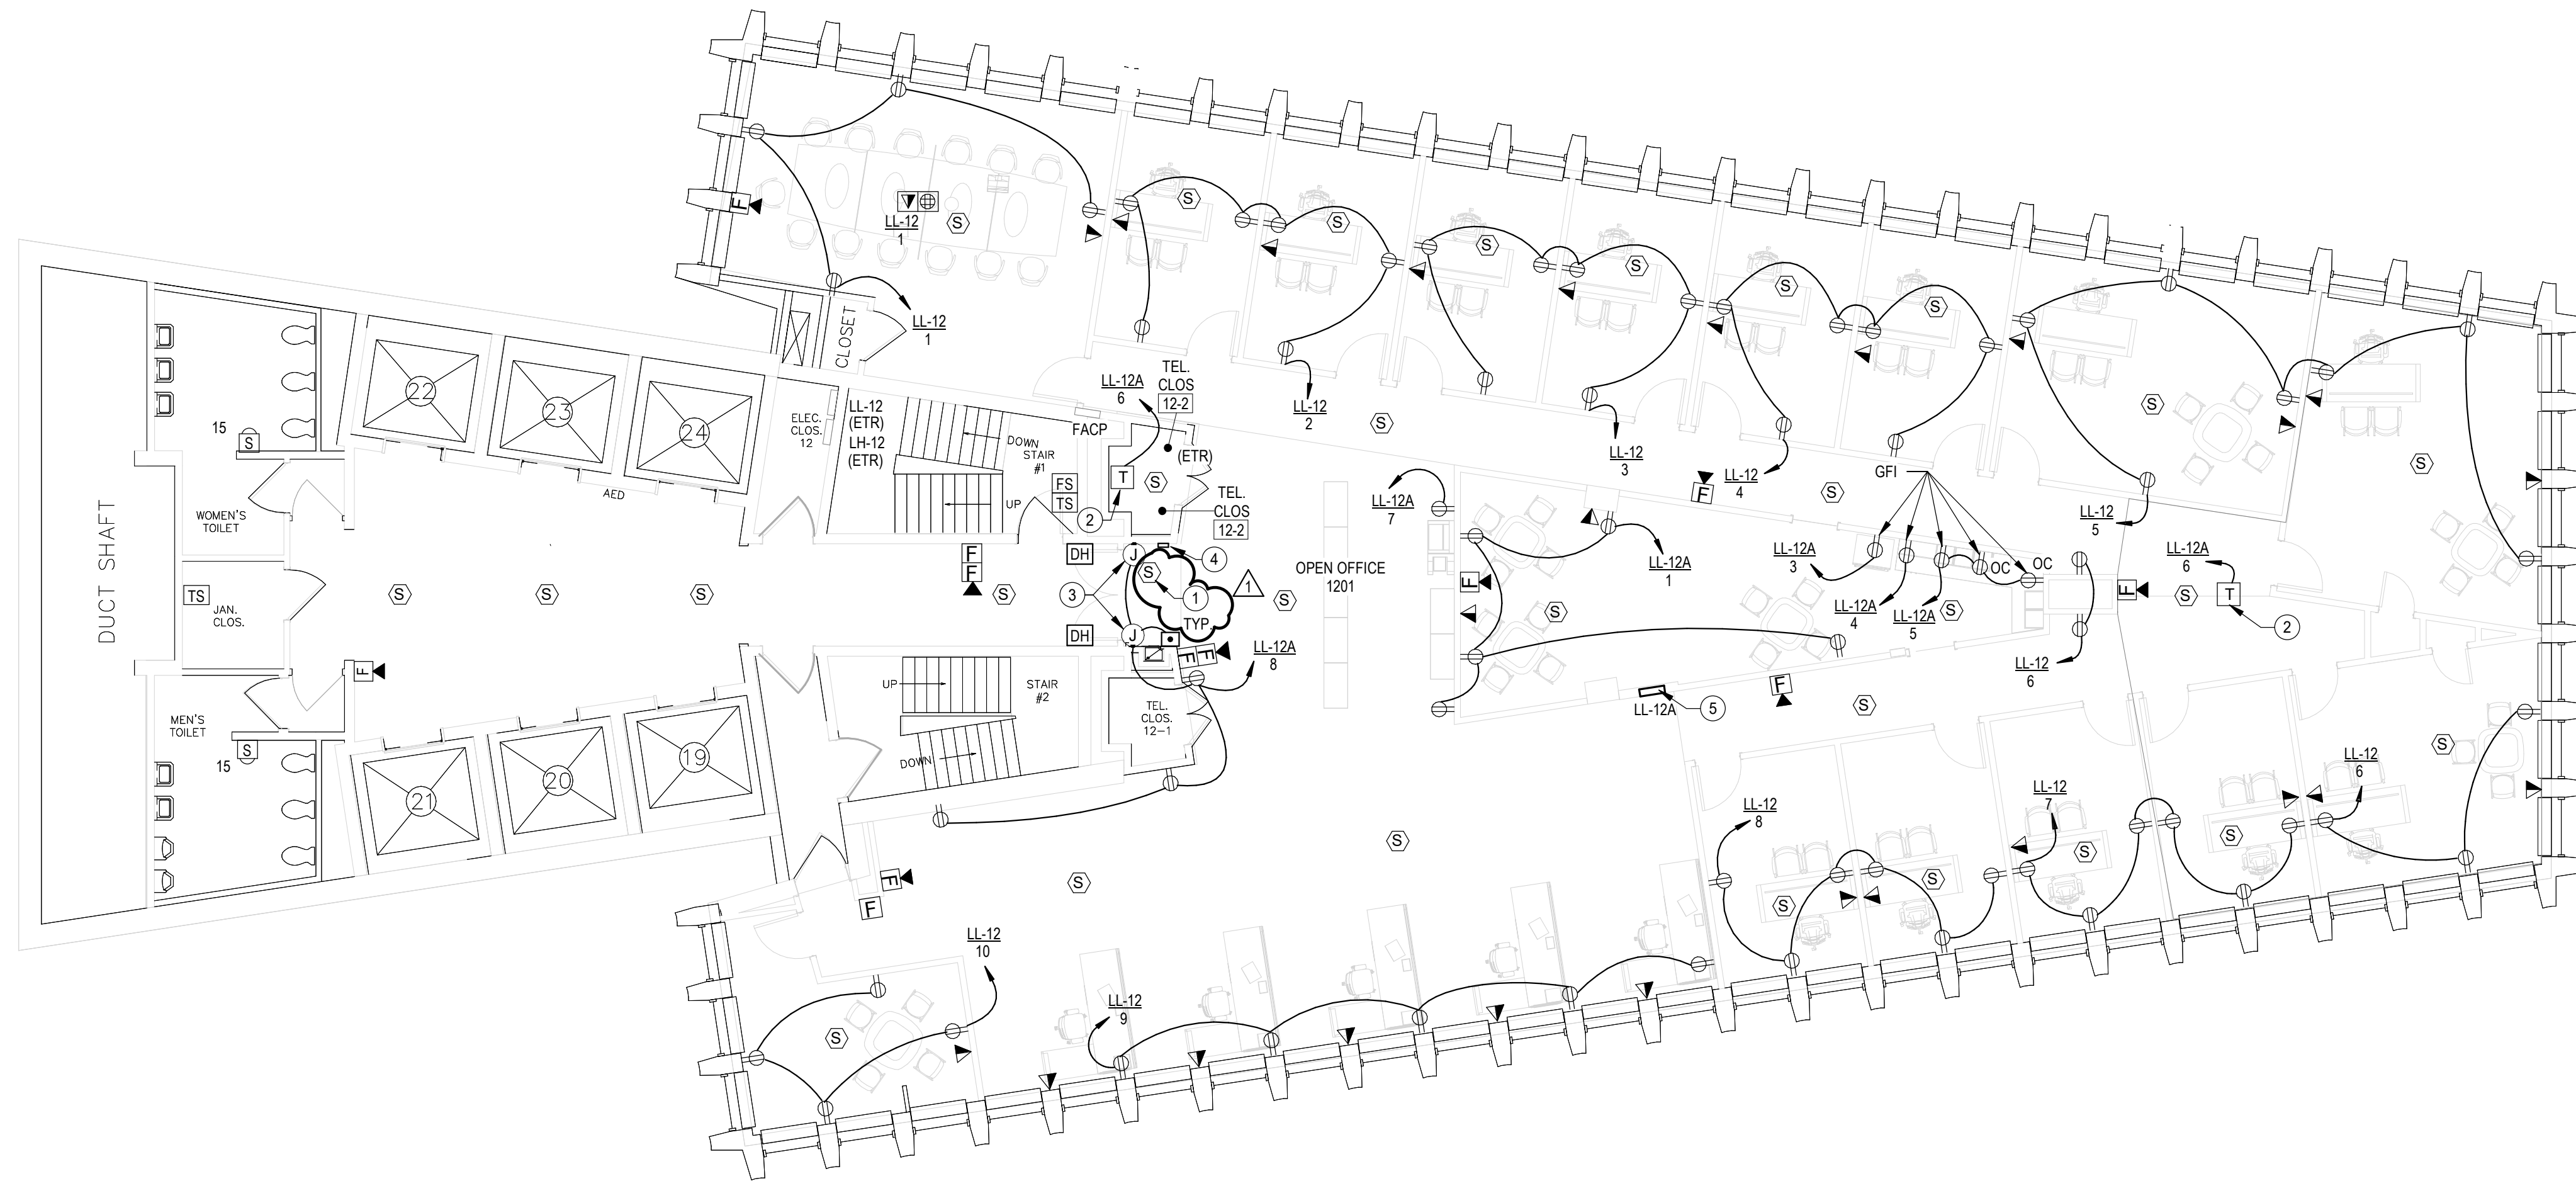 LL-12
1
S
F
LL-12
1
CLOSET
S
S
S
S
S
S
LL-12
2
LL-12
3
LL-12
4
LL-12
5
GFI
S
S
S
S
22
23
24
AED
15
S
WOMEN'S
TOILET
DUCT SHAFT
TS
JAN.
CLOS.
MEN'S
TOILET
S
15
21
20
19
S
S
S
S
F
ELEC.
CLOS.
12
LL-12
(ETR)
LH-12
(ETR)
DOWN
STAIR
#1
UP
FACP
FS
TS
LL-12A
6
TEL.
CLOS
12-2
(ETR)
T
S
2
TEL.
CLOS
12-2
F
F
DH
DH
J
J
3
S
1
4
1
TYP.
S
F
F
LL-12A
8
UP
STAIR
#2
DOWN
TEL.
CLOS.
12-1
OPEN OFFICE
1201
LL-12A
7
LL-12A
1
F
F
S
LL-12A
3
LL-12A
4
LL-12A
5
OC
OC
S
F
S
LL-12A
6
T
2
LL-12
6
LL-12A
5
F
S
S
LL-12
6
LL-12
7
LL-12
8
S
S
S
S
S
S
F
F
LL-12
10
S
LL-12
9